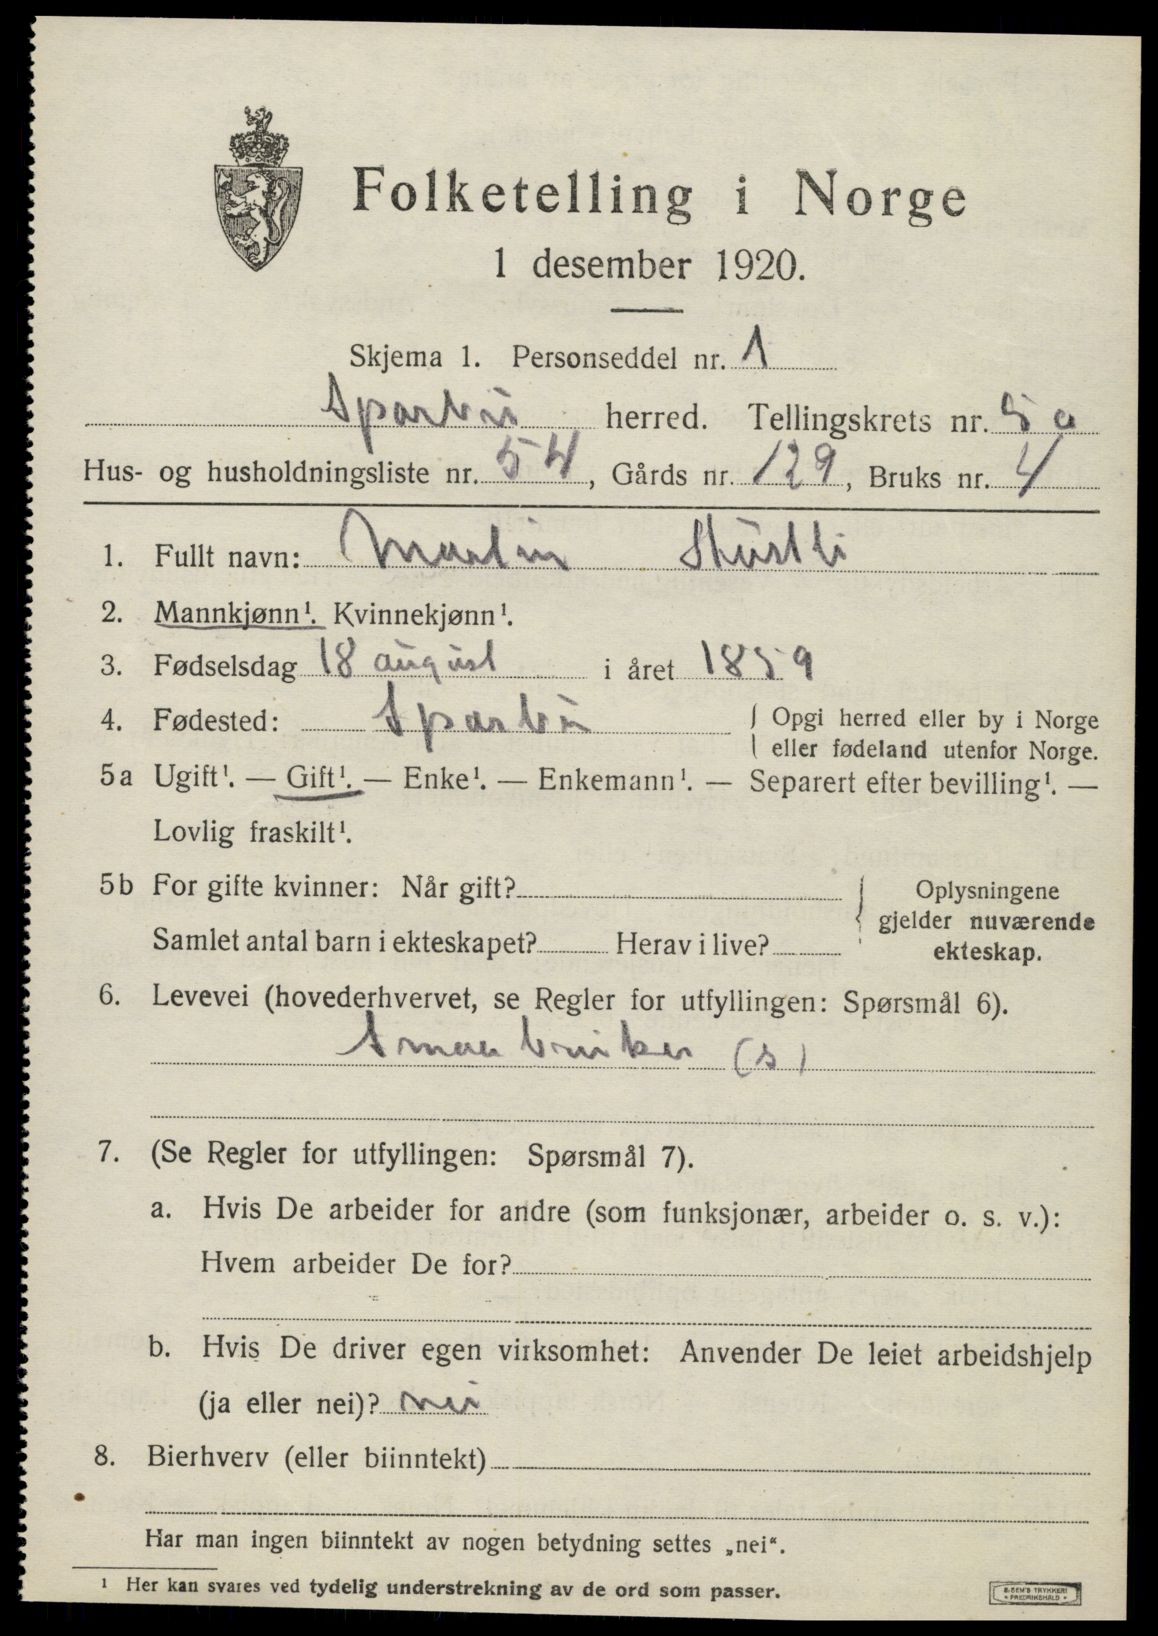 Folketelling i Norge
1 desember 1920.
Skjema 1. Personseddel nr. 1
Sparbu herred. Tellingskrets nr. 5 a
Hus- og husholdningsliste nr. 54, Gårds nr. 129, Bruks nr. 4
1. Fullt navn: Martin
2. Mannkjønn¹. Kvinnekjønn¹.
3. Fødselsdag 18 august i året 1859
4. Fødested: Sparbu { Opgi herred eller by i Norge
eller fødeland utenfor Norge.
5a Ugift¹. — Gift¹. — Enke¹. — Enkemann¹. — Separert efter bevilling¹. —
Lovlig fraskilt¹.
5b For gifte kvinner: Når gift? } Oplysningene
gjelder nuværende
Samlet antal barn i ekteskapet? Herav i live? ekteskap.
6. Levevei (hovederhvervet, se Regler for utfyllingen: Spørsmål 6).
Smaabruker (s)
7. (Se Regler for utfyllingen: Spørsmål 7).
a. Hvis De arbeider for andre (som funksjonær, arbeider o. s. v.):
Hvem arbeider De for?
b. Hvis De driver egen virksomhet: Anvender De leiet arbeidshjelp
(ja eller nei)? nei
8. Bierhverv (eller biinntekt)
Har man ingen biinntekt av nogen betydning settes „nei“.
¹ Her kan svares ved tydelig understrekning av de ord som passer.
E. SEM'S TRYKKERI
FREDRIKSHALD